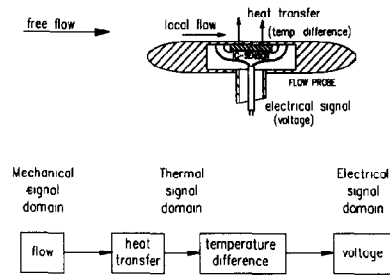 heat transfer
free flow
local flow
(temp difference)
FLOW PROBE
electrical signal
(voltage)
Mechanical
signal
domain
Thermal
signal
domain
Electrical
signal
domain
flow
heat
transfer
temperature
difference
voltage